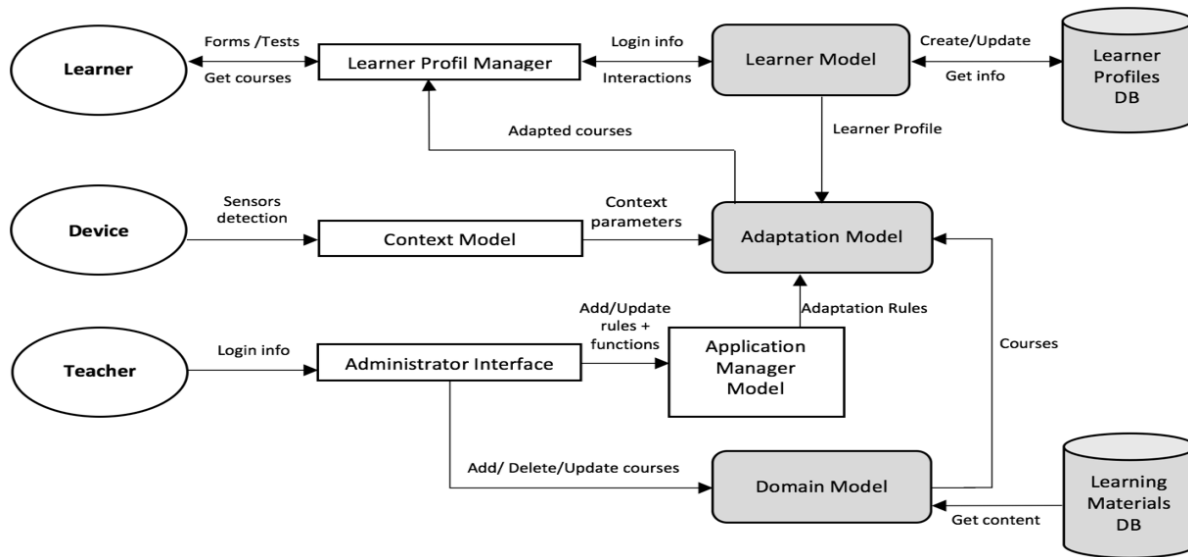 Learner
Forms /Tests
Get courses
Learner Profil Manager
Login info
Interactions
Learner Model
Create/Update
Get info
Learner
Profiles
DB
Adapted courses
Learner Profile
Device
Sensors
detection
Context Model
Context
parameters
Adaptation Model
Teacher
Login info
Administrator Interface
Add/Update
rules +
functions
Application
Manager
Model
Adaptation Rules
Courses
Add/ Delete/Update courses
Domain Model
Get content
Learning
Materials
DB